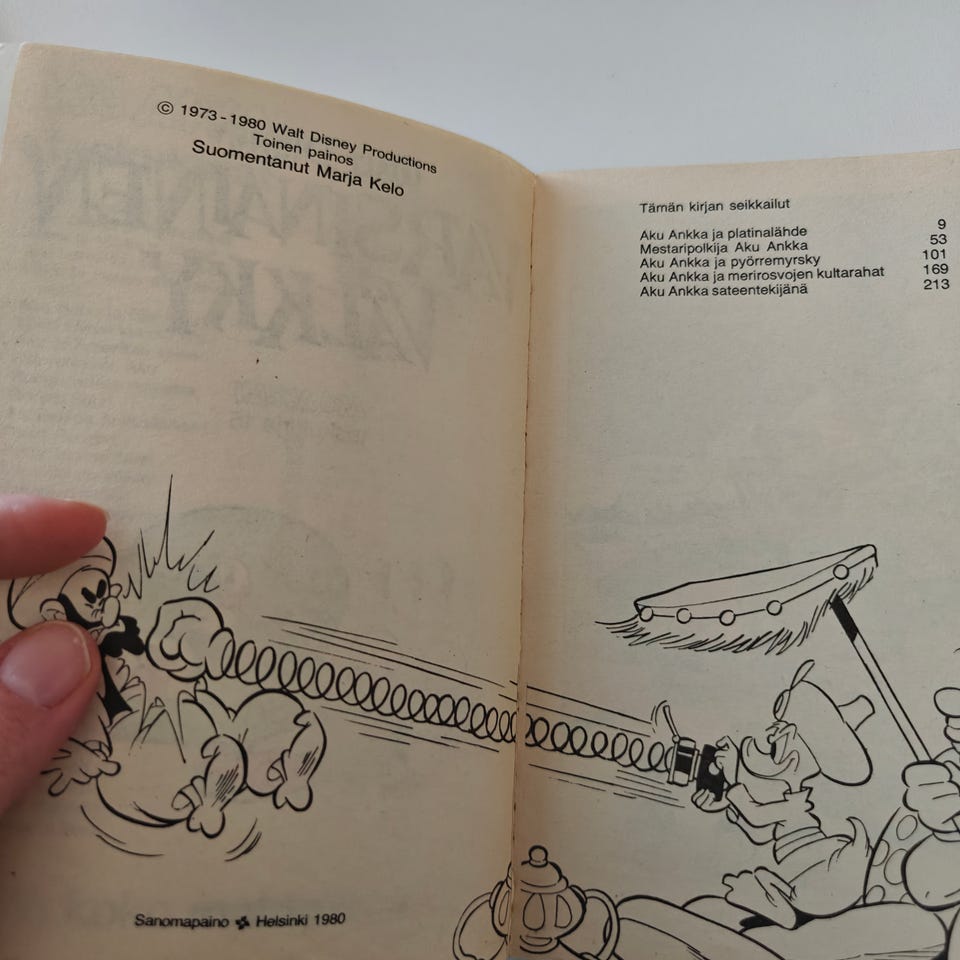 © 1973-1980 Walt Disney Productions
Toinen painos
Suomentanut Marja Kelo
Sanomapaino Helsinki 1980
Tämän kirjan seikkailut
Aku Ankka ja platinalähde 9
Mestaripolkija Aku Ankka 53
Aku Ankka ja pyörremyrsky 101
Aku Ankka ja merirosvojen kultarahat 169
Aku Ankka sateentekijänä 213